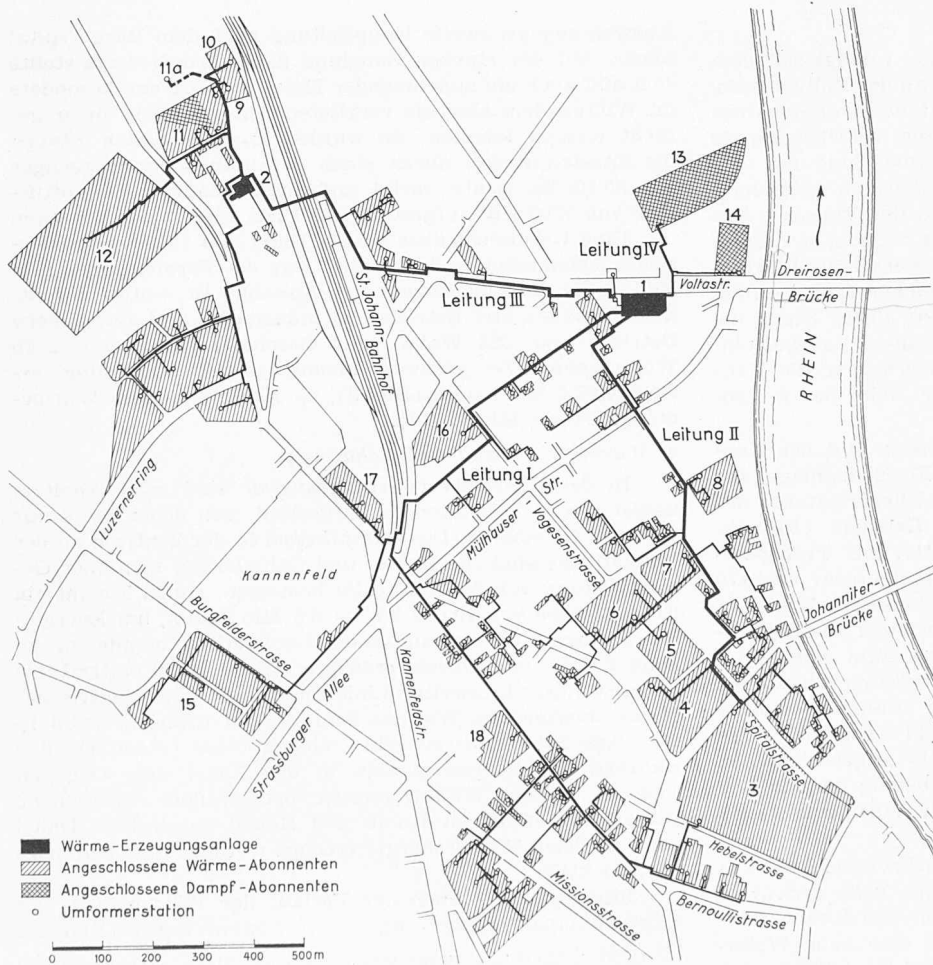 10
11a
9
11
2
12
13
14
Leitung IV
Voltastr.
1
Dreirosen-
Brücke
RHEIN
Leitung III
St. Johann-
Bahnhof
Leitung II
16
17
Leitung I
8
Luzernerring
Mülhauser
Str.
Vogesenstrasse
Kannenfeld
7
6
Johanniter-
Brücke
Burgfelderstrasse
5
4
15
Strassburger
Allee
Kannenfeldstr.
18
Spitalstrasse
3
Hebelstrasse
Bernoullistrasse
Missionsstrasse
Wärme-Erzeugungsanlage
Angeschlossene Wärme-Abonnenten
Angeschlossene Dampf-Abonnenten
Umformerstation
0 100 200 300 400 500 m